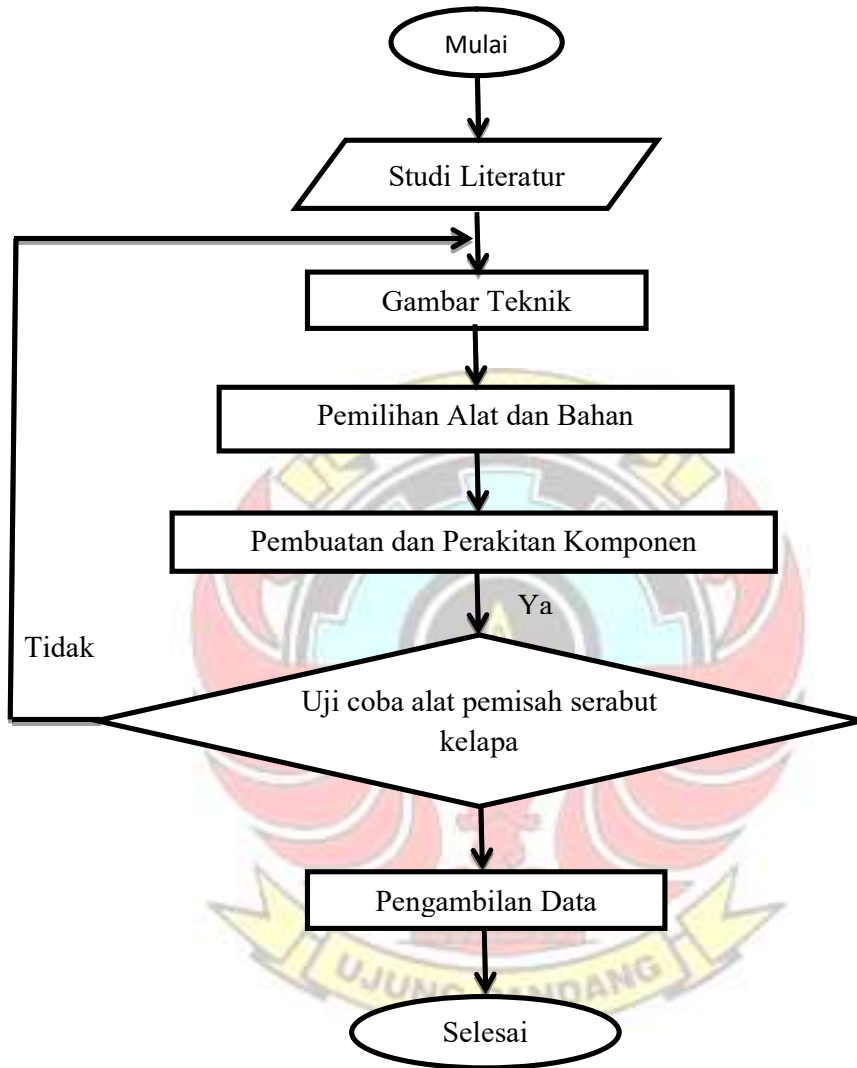 Mulai
Studi Literatur
Gambar Teknik
Pemilihan Alat dan Bahan
Pembuatan dan Perakitan Komponen
Ya
Tidak
Uji coba alat pemisah serabut
kelapa
Pengambilan Data
UJUNG PANDANG
Selesai